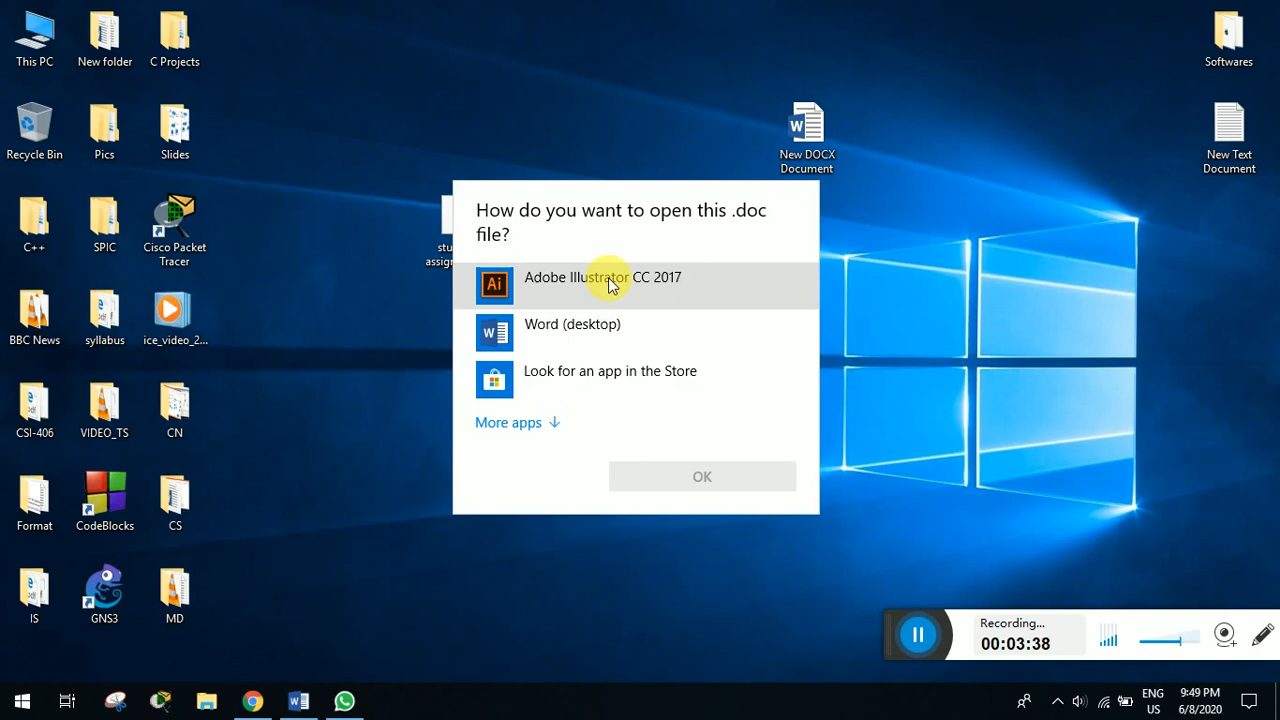 This PC
New folder
C Projects
Softwares
Recycle Bin
Pics
Slides
New DOCX
Document
New Text
Document
C++
SPIC
Cisco Packet
Tracer
stu
assign
How do you want to open this .doc
file?
Ai
Adobe Illustrator CC 2017
W
Word (desktop)
Look for an app in the Store
More apps
OK
BBC News
syllabus
ice_video_2...
CSI-406
VIDEO_TS
CN
Format
CodeBlocks
CS
IS
GNS3
MD
Recording...
00:03:38
ENG
US
9:49 PM
6/8/2020